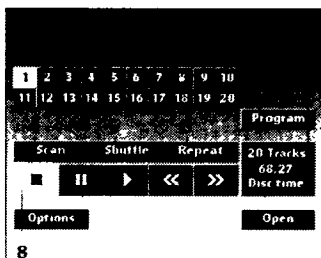 1 2 3 4 5 6 7 8 9 10
11 12 13 14 15 16 17 18 19 20
Program
Scan Shuttle Repeat
20 Tracks
68.27
Disc time
Options
Open
8